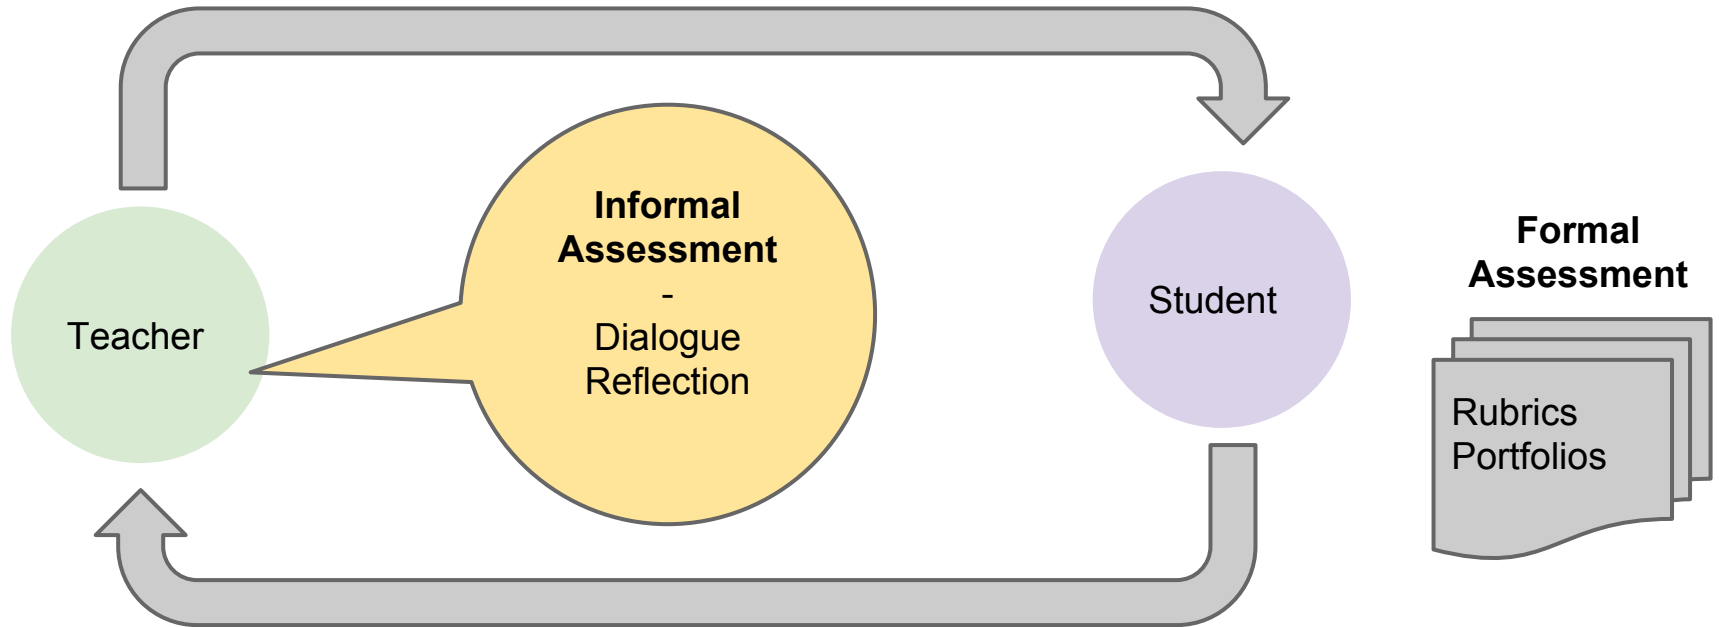 Teacher
Informal
Assessment
-
Dialogue
Reflection
Student
Formal
Assessment
Rubrics
Portfolios